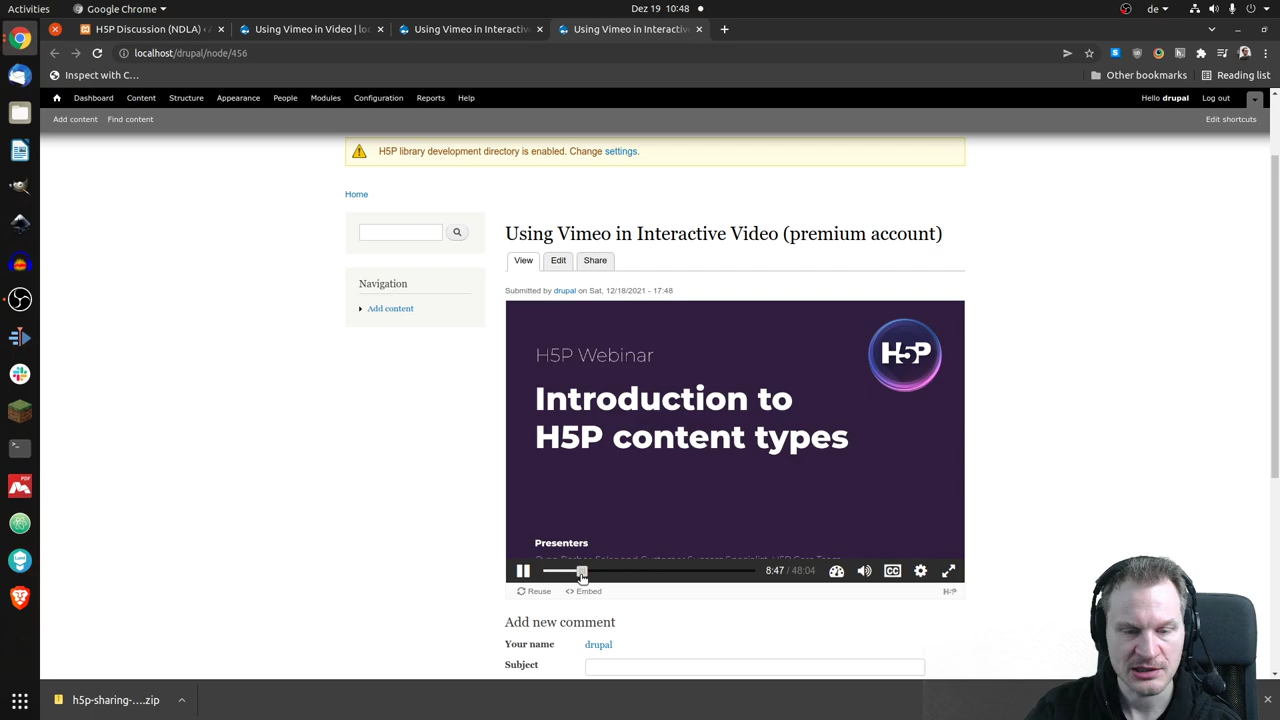 Activities
Google Chrome
Dez 19 10:48
de
H5P Discussion (NDLA)
Using Vimeo in Video | loc
Using Vimeo in Interactiv
Using Vimeo in Interactiv
localhost/drupal/node/456
Inspect with C...
Other bookmarks
Reading list
Dashboard Content Structure Appearance People Modules Configuration Reports Help
Hello drupal Log out
Add content Find content
Edit shortcuts
H5P library development directory is enabled. Change settings.
Home
Using Vimeo in Interactive Video (premium account)
View Edit Share
Navigation
Add content
Submitted by drupal on Sat, 12/18/2021 - 17:48
H5P Webinar
H5P
Introduction to
H5P content types
Presenters
8:47 / 48:04
CC
Reuse <> Embed
H5P
Add new comment
Your name drupal
Subject
h5p-sharing-....zip